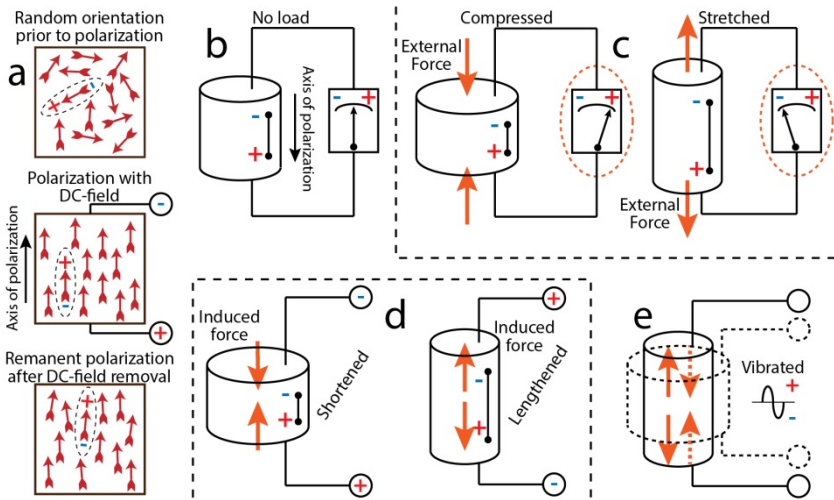 a
Random orientation
prior to polarization
-
+
Polarization with
DC-field
-
Axis of polarization
+
-
+
Remanent polarization
after DC-field removal
+
-
b
No load
-
+
Axis of polarization
-
+
Compressed
External
Force
-
+
-
+
c
Stretched
-
+
-
+
External
Force
d
-
Induced
force
-
+
Shortened
+
+
Induced
force
-
+
Lengthened
-
e
Vibrated
+
-